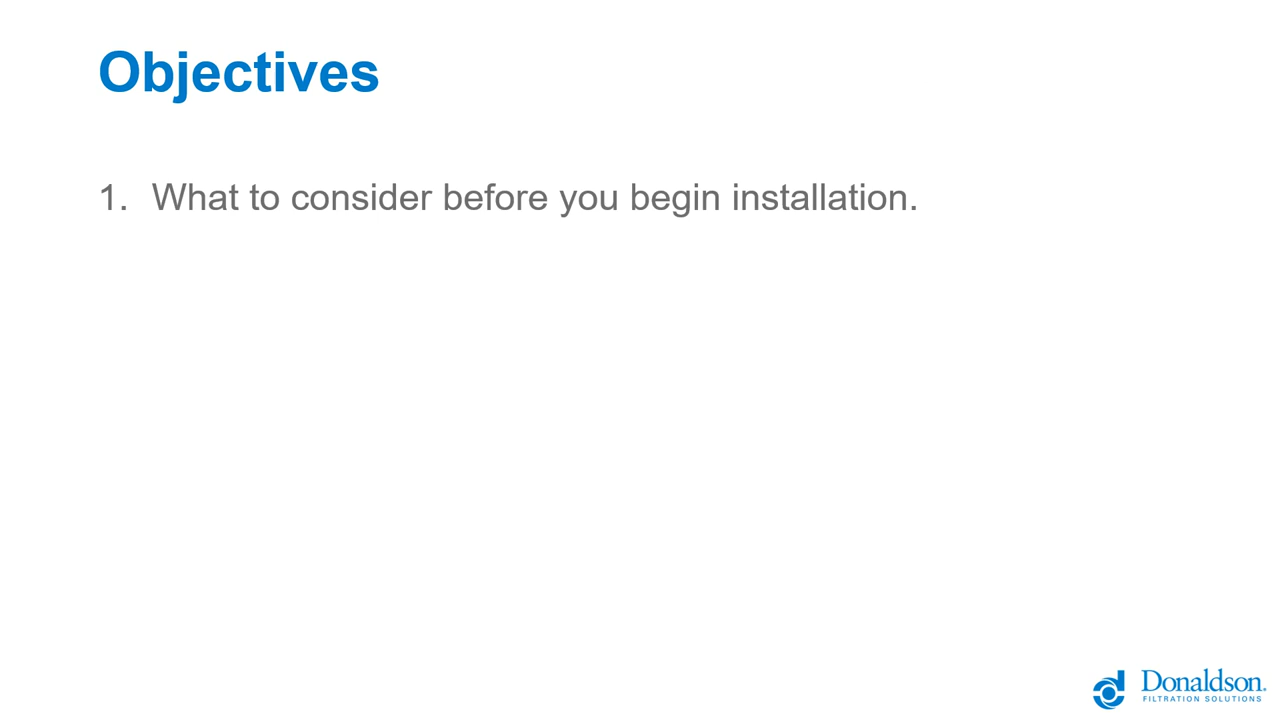 Objectives
1. What to consider before you begin installation.
Donaldson.
FILTRATION SOLUTIONS